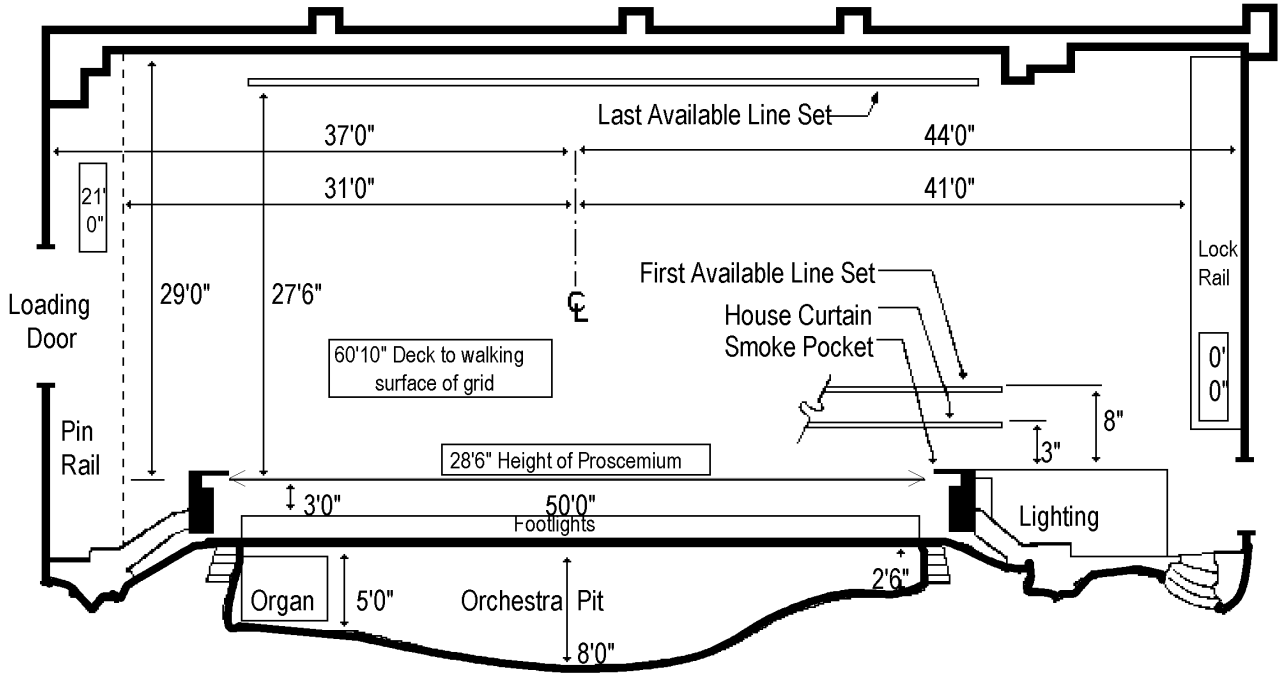 Last Available Line Set
37'0"
44'0"
21'
0"
31'0"
41'0"
Lock
Rail
First Available Line Set
Loading
Door
29'0"
27'6"
℄
House Curtain
Smoke Pocket
60'10" Deck to walking
surface of grid
0'
0"
8"
Pin
Rail
3"
28'6" Height of Proscemium
3'0"
50'0"
Footlights
Lighting
2'6"
Organ
5'0"
Orchestra Pit
8'0"